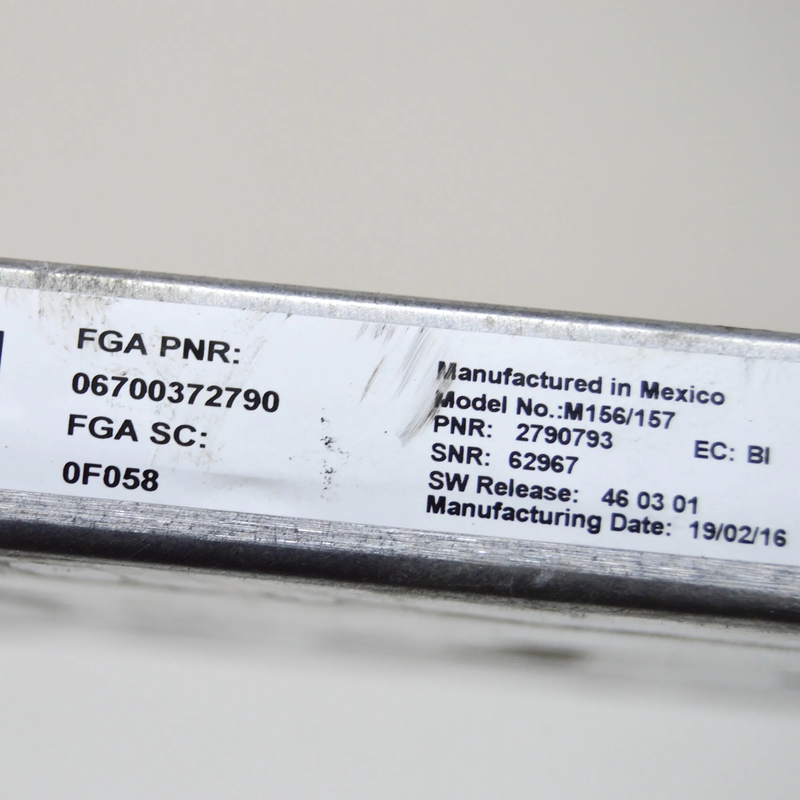 FGA PNR:
06700372790
FGA SC:
0F058
Manufactured in Mexico
Model No.:M156/157
PNR: 2790793 EC: BI
SNR: 62967
SW Release: 46 03 01
Manufacturing Date: 19/02/16